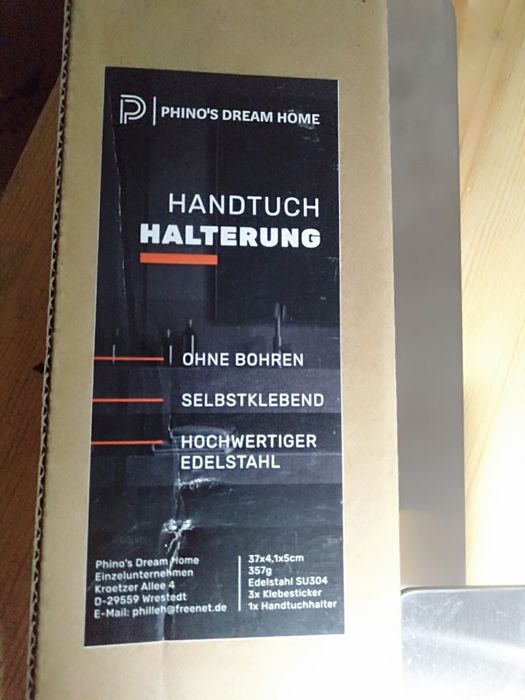 PHINO'S DREAM HOME
HANDTUCH
HALTERUNG
OHNE BOHREN
SELBSTKLEBEND
HOCHWERTIGER
EDELSTAHL
Phino's Dream Home
Einzelunternehmen
Kroetzer Allee 4
D-29559 Wrestedt
E-Mail: philleh@freenet.de
37x4,1x5cm
357g
Edelstahl SU304
3x Klebesticker
1x Handtuchhalter